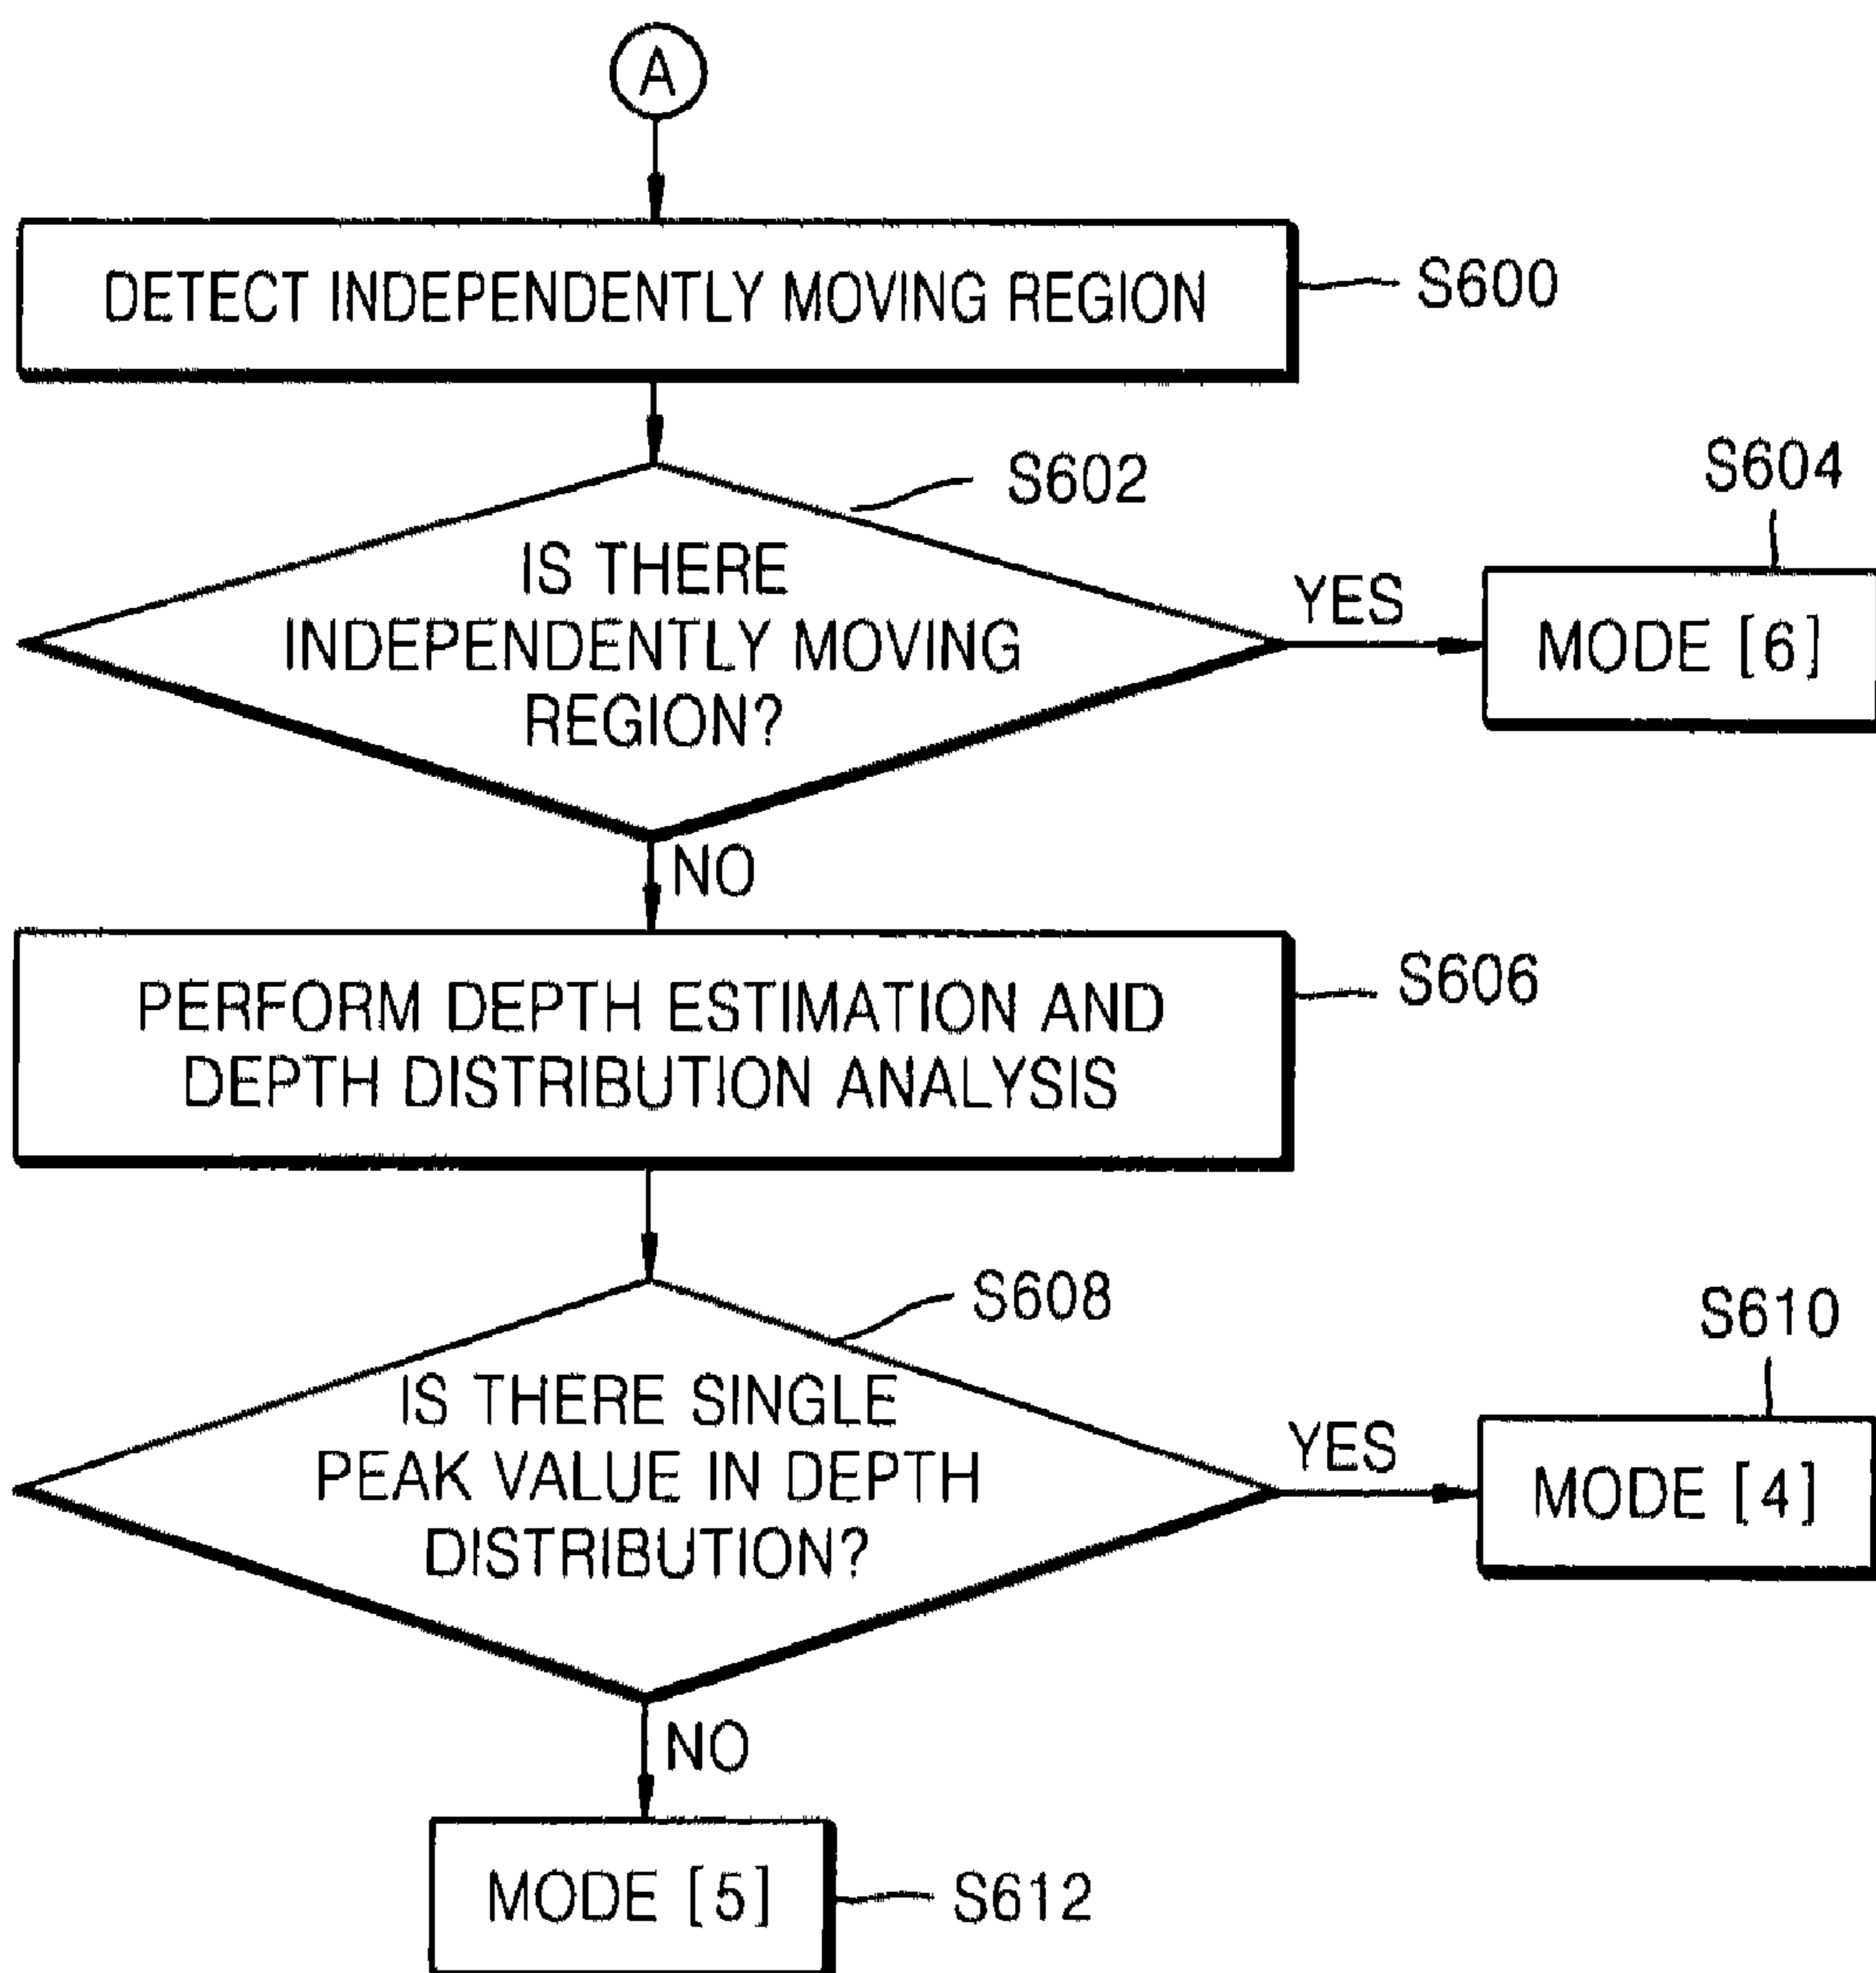 A
DETECT INDEPENDENTLY MOVING REGION
S600
S602
IS THERE
INDEPENDENTLY MOVING
REGION?
YES
S604
MODE [6]
NO
PERFORM DEPTH ESTIMATION AND
DEPTH DISTRIBUTION ANALYSIS
S606
S608
IS THERE SINGLE
PEAK VALUE IN DEPTH
DISTRIBUTION?
YES
S610
MODE [4]
NO
MODE [5]
S612